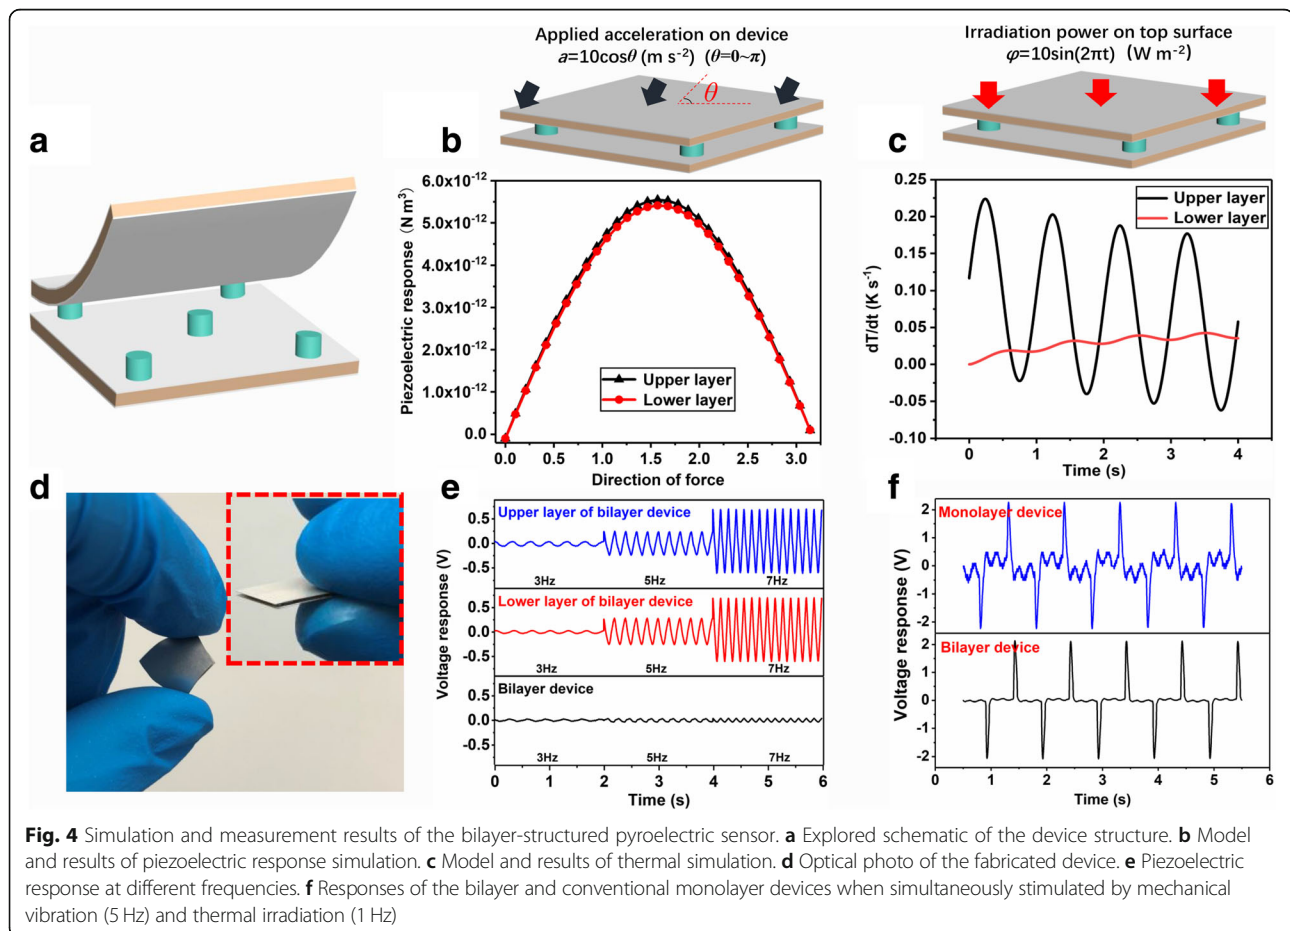 Applied acceleration on device
a=10cosθ (m s-2) (θ=0~π)
θ
Irradiation power on top surface
φ=10sin(2πt) (W m-2)
a
b
6.0x10-12
5.0x10-12
4.0x10-12
3.0x10-12
2.0x10-12
1.0x10-12
0.0
Piezoelectric response (N m3)
Upper layer
Lower layer
0.0 0.5 1.0 1.5 2.0 2.5 3.0
Direction of force
c
0.25
0.20
0.15
0.10
0.05
0.00
-0.05
-0.10
dT/dt (K s-1)
Upper layer
Lower layer
0 1 2 3 4
Time (s)
d
e
Voltage response (V)
Upper layer of bilayer device
0.5
0.0
-0.5
3Hz 5Hz 7Hz
Lower layer of bilayer device
0.5
0.0
-0.5
3Hz 5Hz 7Hz
Bilayer device
0.5
0.0
-0.5
3Hz 5Hz 7Hz
0 1 2 3 4 5 6
Time (s)
f
Voltage response (V)
Monolayer device
2
1
0
-1
-2
Bilayer device
2
1
0
-1
-2
0 1 2 3 4 5 6
Time (s)
Fig. 4 Simulation and measurement results of the bilayer-structured pyroelectric sensor. a Explored schematic of the device structure. b Model
and results of piezoelectric response simulation. c Model and results of thermal simulation. d Optical photo of the fabricated device. e Piezoelectric
response at different frequencies. f Responses of the bilayer and conventional monolayer devices when simultaneously stimulated by mechanical
vibration (5 Hz) and thermal irradiation (1 Hz)